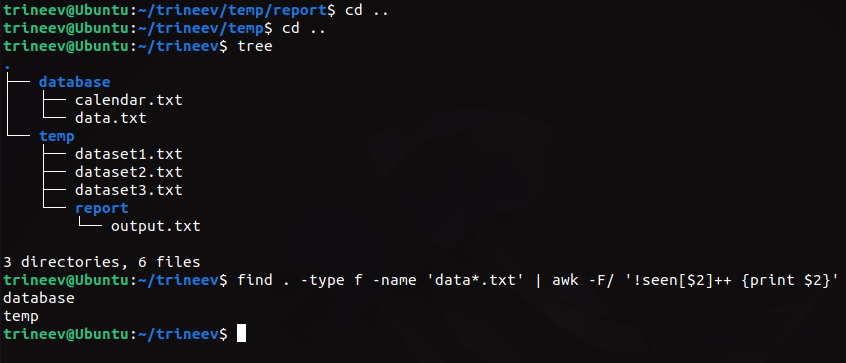 trineev@Ubuntu:~/trineev/temp/report$ cd ..
trineev@Ubuntu:~/trineev/temp$ cd ..
trineev@Ubuntu:~/trineev$ tree
.
├── database
│   ├── calendar.txt
│   └── data.txt
└── temp
    ├── dataset1.txt
    ├── dataset2.txt
    ├── dataset3.txt
    └── report
        └── output.txt

3 directories, 6 files
trineev@Ubuntu:~/trineev$ find . -type f -name 'data*.txt' | awk -F/ '!seen[$2]++ {print $2}'
database
temp
trineev@Ubuntu:~/trineev$